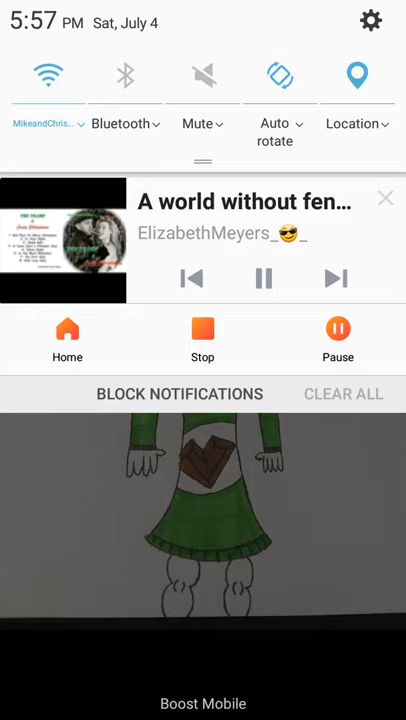 5:57 PM Sat, July 4
MikeandChris...
Bluetooth
Mute
Auto
rotate
Location
A world without fen...
ElizabethMeyers_😎_
Home
Stop
Pause
BLOCK NOTIFICATIONS
CLEAR ALL
Boost Mobile